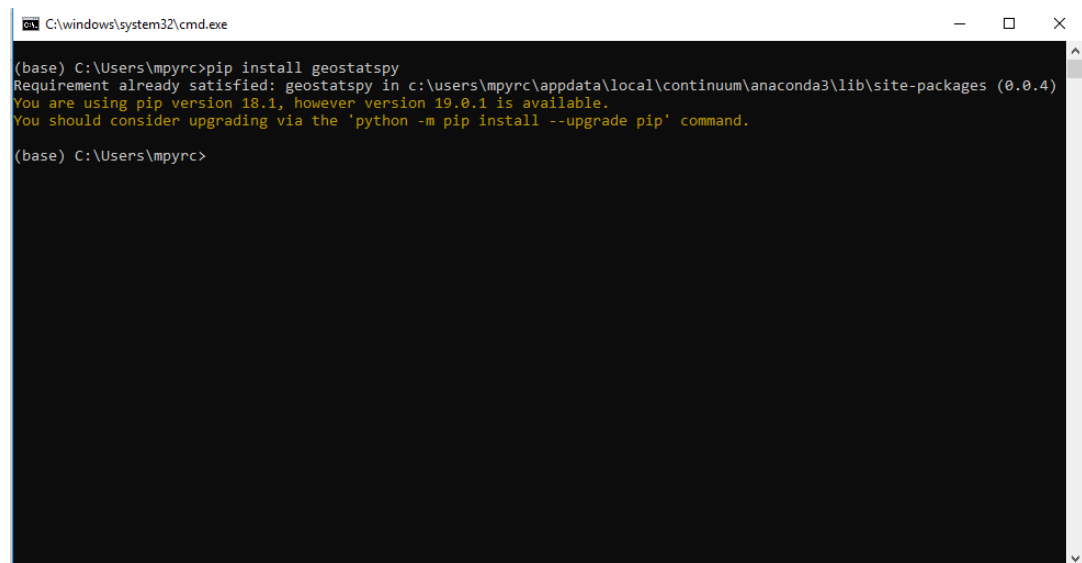 C:\windows\system32\cmd.exe
(base) C:\Users\mpyrc>pip install geostatspy
Requirement already satisfied: geostatspy in c:\users\mpyrc\appdata\local\continuum\anaconda3\lib\site-packages (0.0.4)
You are using pip version 18.1, however version 19.0.1 is available.
You should consider upgrading via the 'python -m pip install --upgrade pip' command.
(base) C:\Users\mpyrc>